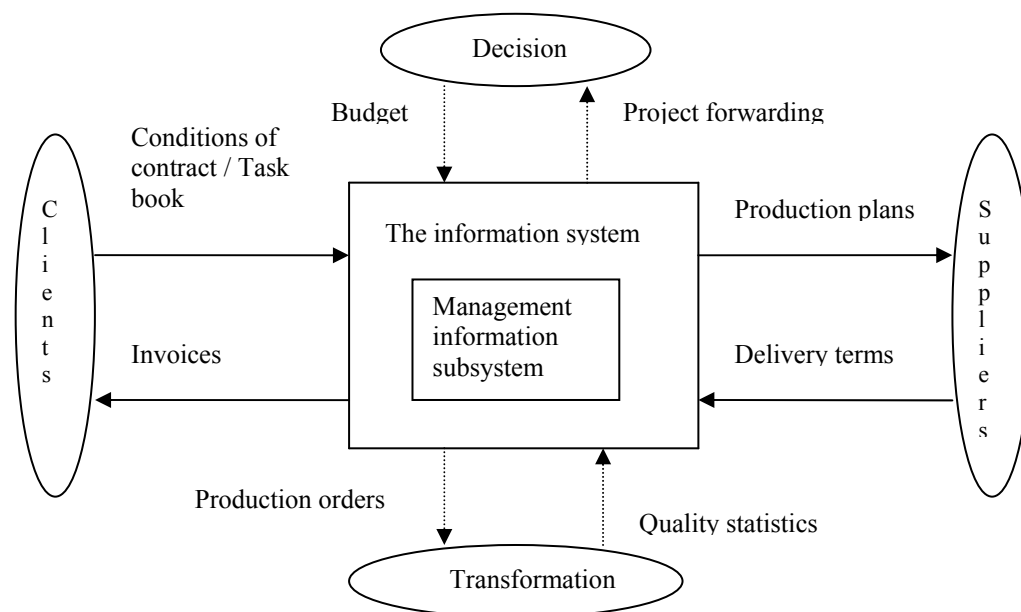 Decision
Budget
Project forwarding
Conditions of
contract / Task
book
Clients
The information system
Production plans
Suppliers
Management
information
subsystem
Invoices
Delivery terms
Production orders
Quality statistics
Transformation